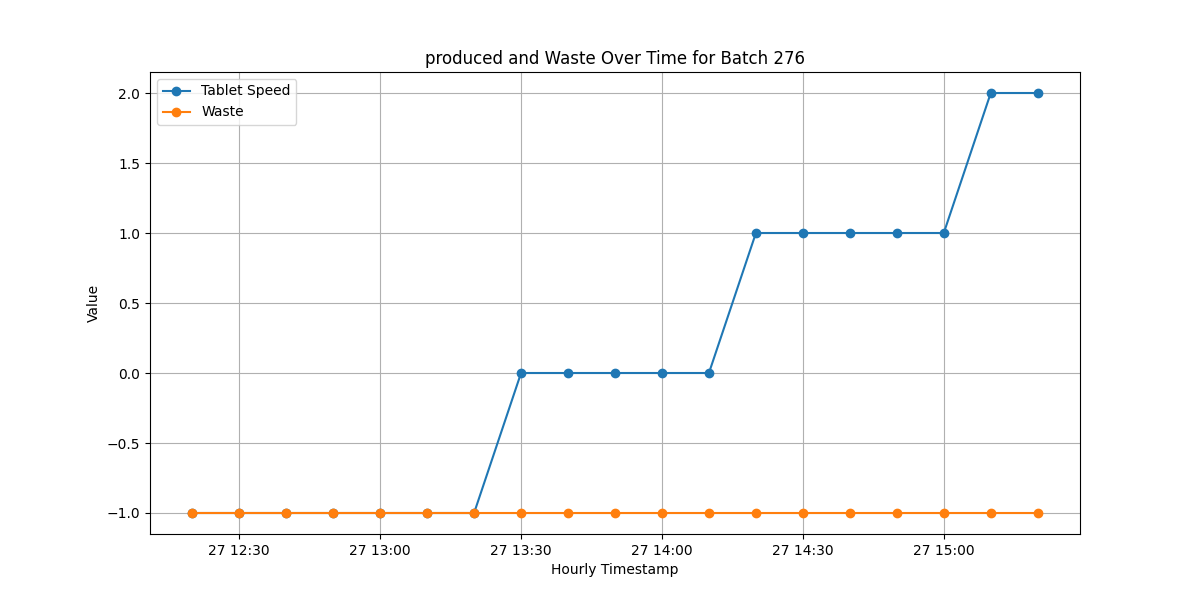 produced and Waste Over Time for Batch 276
Tablet Speed
Waste
2.0
1.5
1.0
0.5
0.0
−0.5
−1.0
Value
27 12:30
27 13:00
27 13:30
27 14:00
27 14:30
27 15:00
Hourly Timestamp